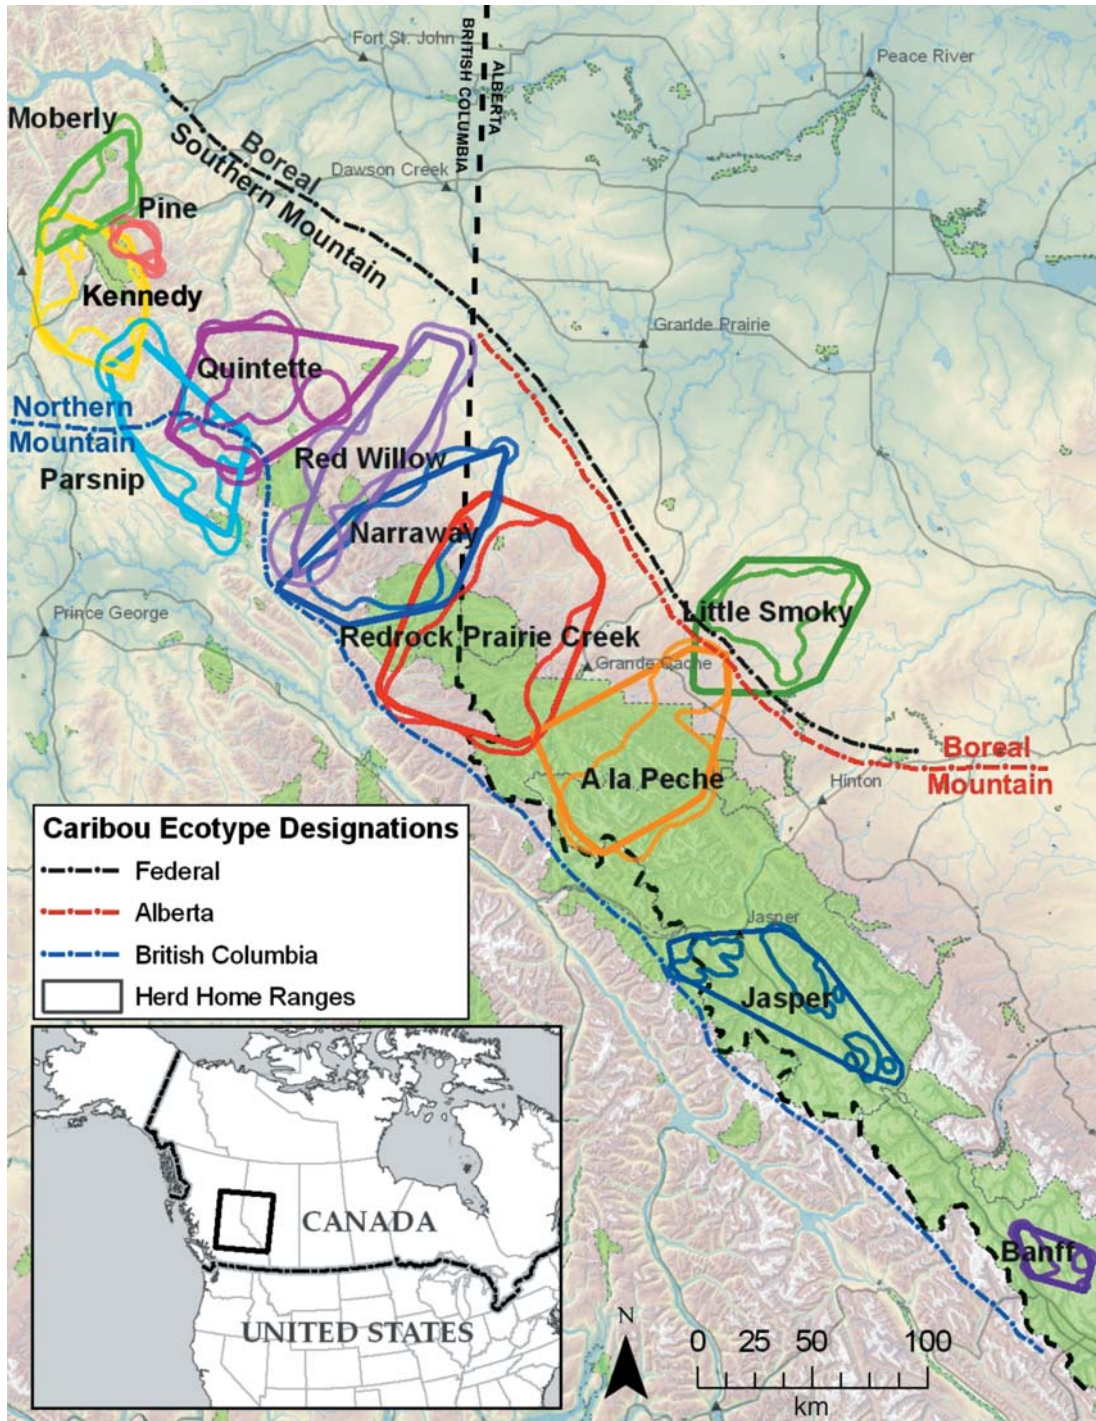 Fort St. John
BRITISH COLUMBIA
ALBERTA
Peace River
Moberly
Boreal
Southern Mountain
Dawson Creek
Pine
Kennedy
Grande Prairie
Quintette
Northern
Mountain
Red Willow
Parsnip
Narraway
Prince George
Little Smoky
Redrock Prairie Creek
Grande Cache
Boreal
Mountain
A la Peche
Hinton
Caribou Ecotype Designations
Federal
Alberta
British Columbia
Herd Home Ranges
Jasper
Jasper
CANADA
UNITED STATES
Banff
N
0 25 50 100
km